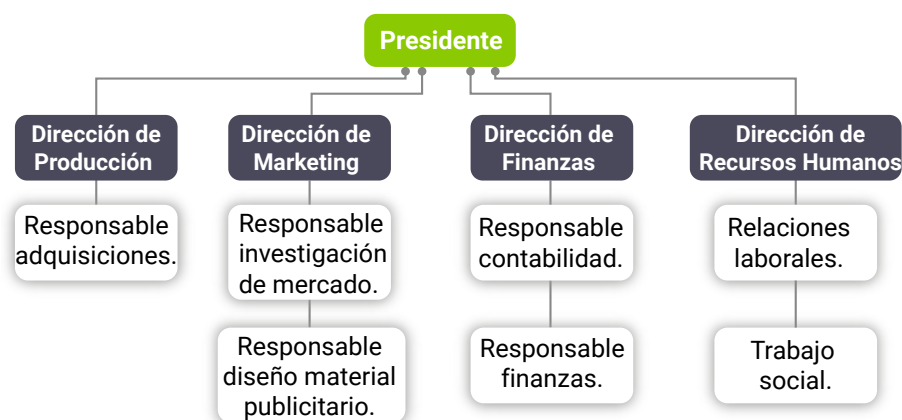 Presidente
Dirección de
Producción
Dirección de
Marketing
Dirección de
Finanzas
Dirección de
Recursos Humanos
Responsable
adquisiciones.
Responsable
investigación
de mercado.
Responsable
contabilidad.
Relaciones
laborales.
Responsable
diseño material
publicitario.
Responsable
finanzas.
Trabajo
social.